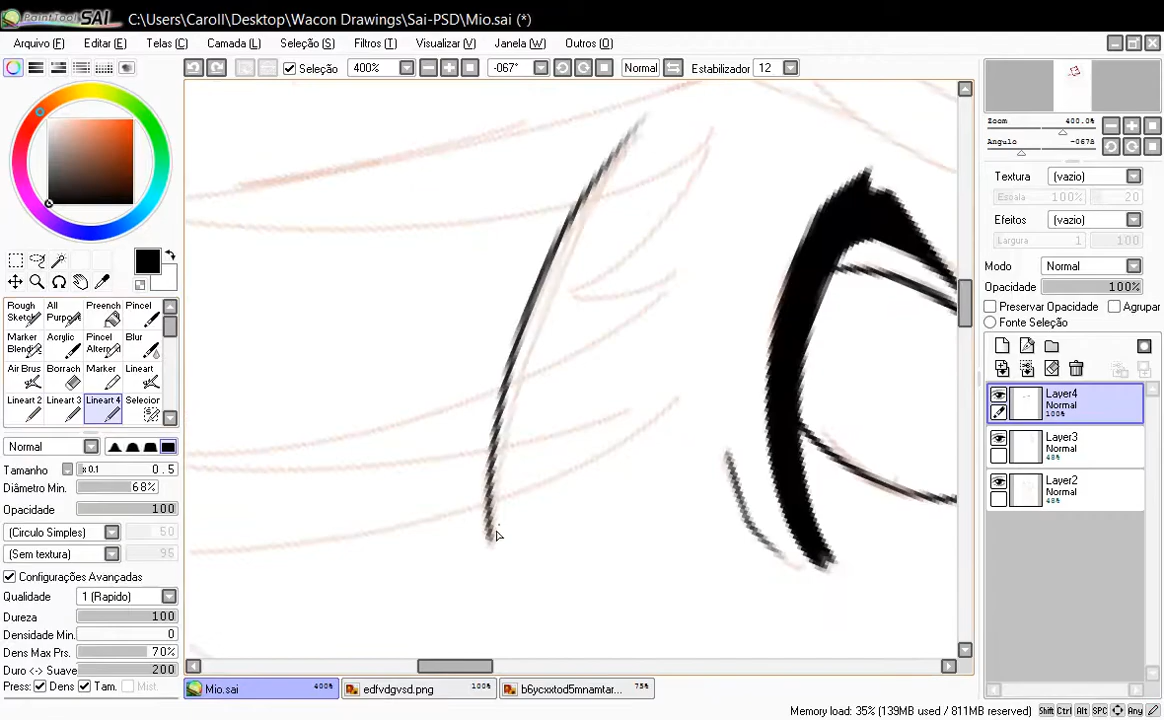 PaintTool SAI C:\Users\Caroll\Desktop\Wacon Drawings\Sai-PSD\Mio.sai (*)
Arquivo (F) Editar (E) Telas (C) Camada (L) Seleção (S) Filtros (T) Visualizar (V) Janela (W) Outros (O)
Seleção 400% -067° Normal Estabilizador 12
Zoom 400.0%
Angulo -067â
Textura (vazio)
Escala 100% 20
Efeitos (vazio)
Largura 1 100
Modo Normal
Opacidade 100%
Preservar Opacidade Agrupar
Fonte Seleção
Layer4
Normal
100%
Layer3
Normal
48%
Layer2
Normal
48%
Rough Sketch All Purpos Preench Pincel
Marker Blendin Acrylic Pincel Altern Blur
Air Brus Borrach Marker Lineart
Lineart 2 Lineart 3 Lineart 4 Selecior
Normal
Tamanho x0.1 0.5
Diâmetro Min. 68%
Opacidade 100
(Circulo Simples) 50
(Sem textura) 95
Configurações Avançadas
Qualidade 1 (Rapido)
Dureza 100
Densidade Min. 0
Dens Max Prs. 70%
Duro <-> Suave 200
Press: Dens Tam. Mist.
Mio.sai 400% edfvdgvsd.png 100% b6ycxxtod5mnamtar... 75%
Memory load: 35% (139MB used / 811MB reserved) Shift Ctrl Alt SPC Any